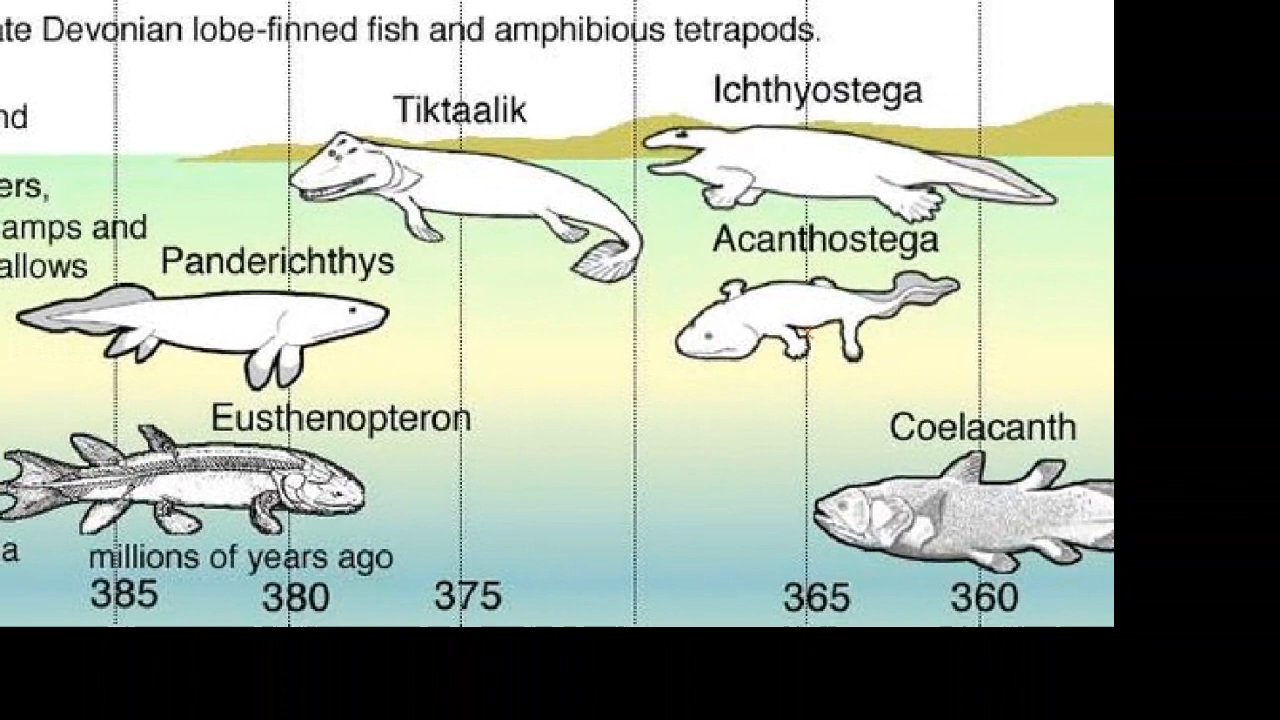 ate Devonian lobe-finned fish and amphibious tetrapods.
Ichthyostega
Tiktaalik
nd
ers,
amps and
allows
Acanthostega
Panderichthys
Eusthenopteron
Coelacanth
a
millions of years ago
385 380 375 365 360